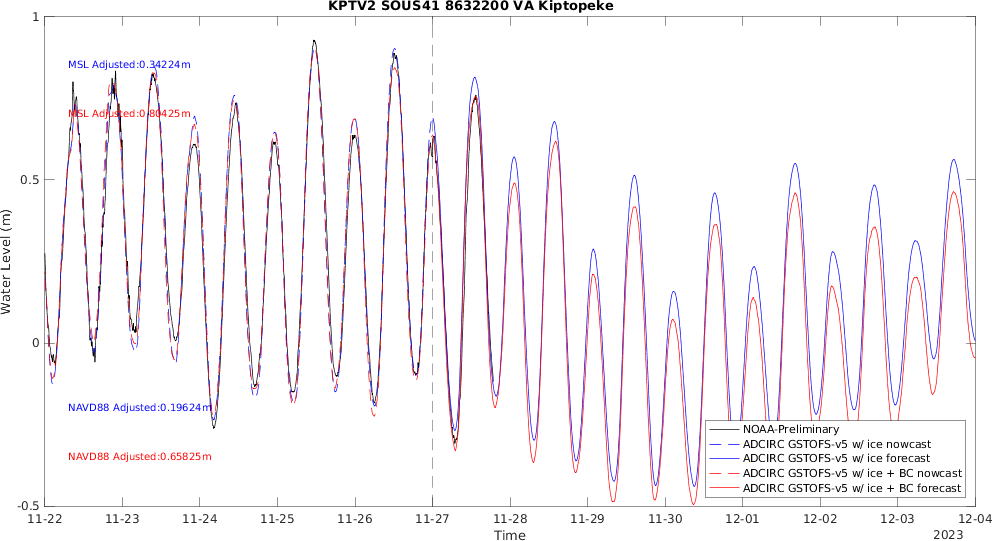 KPTV2 SOUS41 8632200 VA Kiptopeke
1
MSL Adjusted:0.34224m
MSL Adjusted:0.80425m
0.5
Water Level (m)
0
NAVD88 Adjusted:0.19624m
NAVD88 Adjusted:0.65825m
NOAA-Preliminary
ADCIRC GSTOFS-v5 w/ ice nowcast
ADCIRC GSTOFS-v5 w/ ice forecast
ADCIRC GSTOFS-v5 w/ ice + BC nowcast
ADCIRC GSTOFS-v5 w/ ice + BC forecast
-0.5
11-22 11-23 11-24 11-25 11-26 11-27 11-28 11-29 11-30 12-01 12-02 12-03 12-04
Time
2023